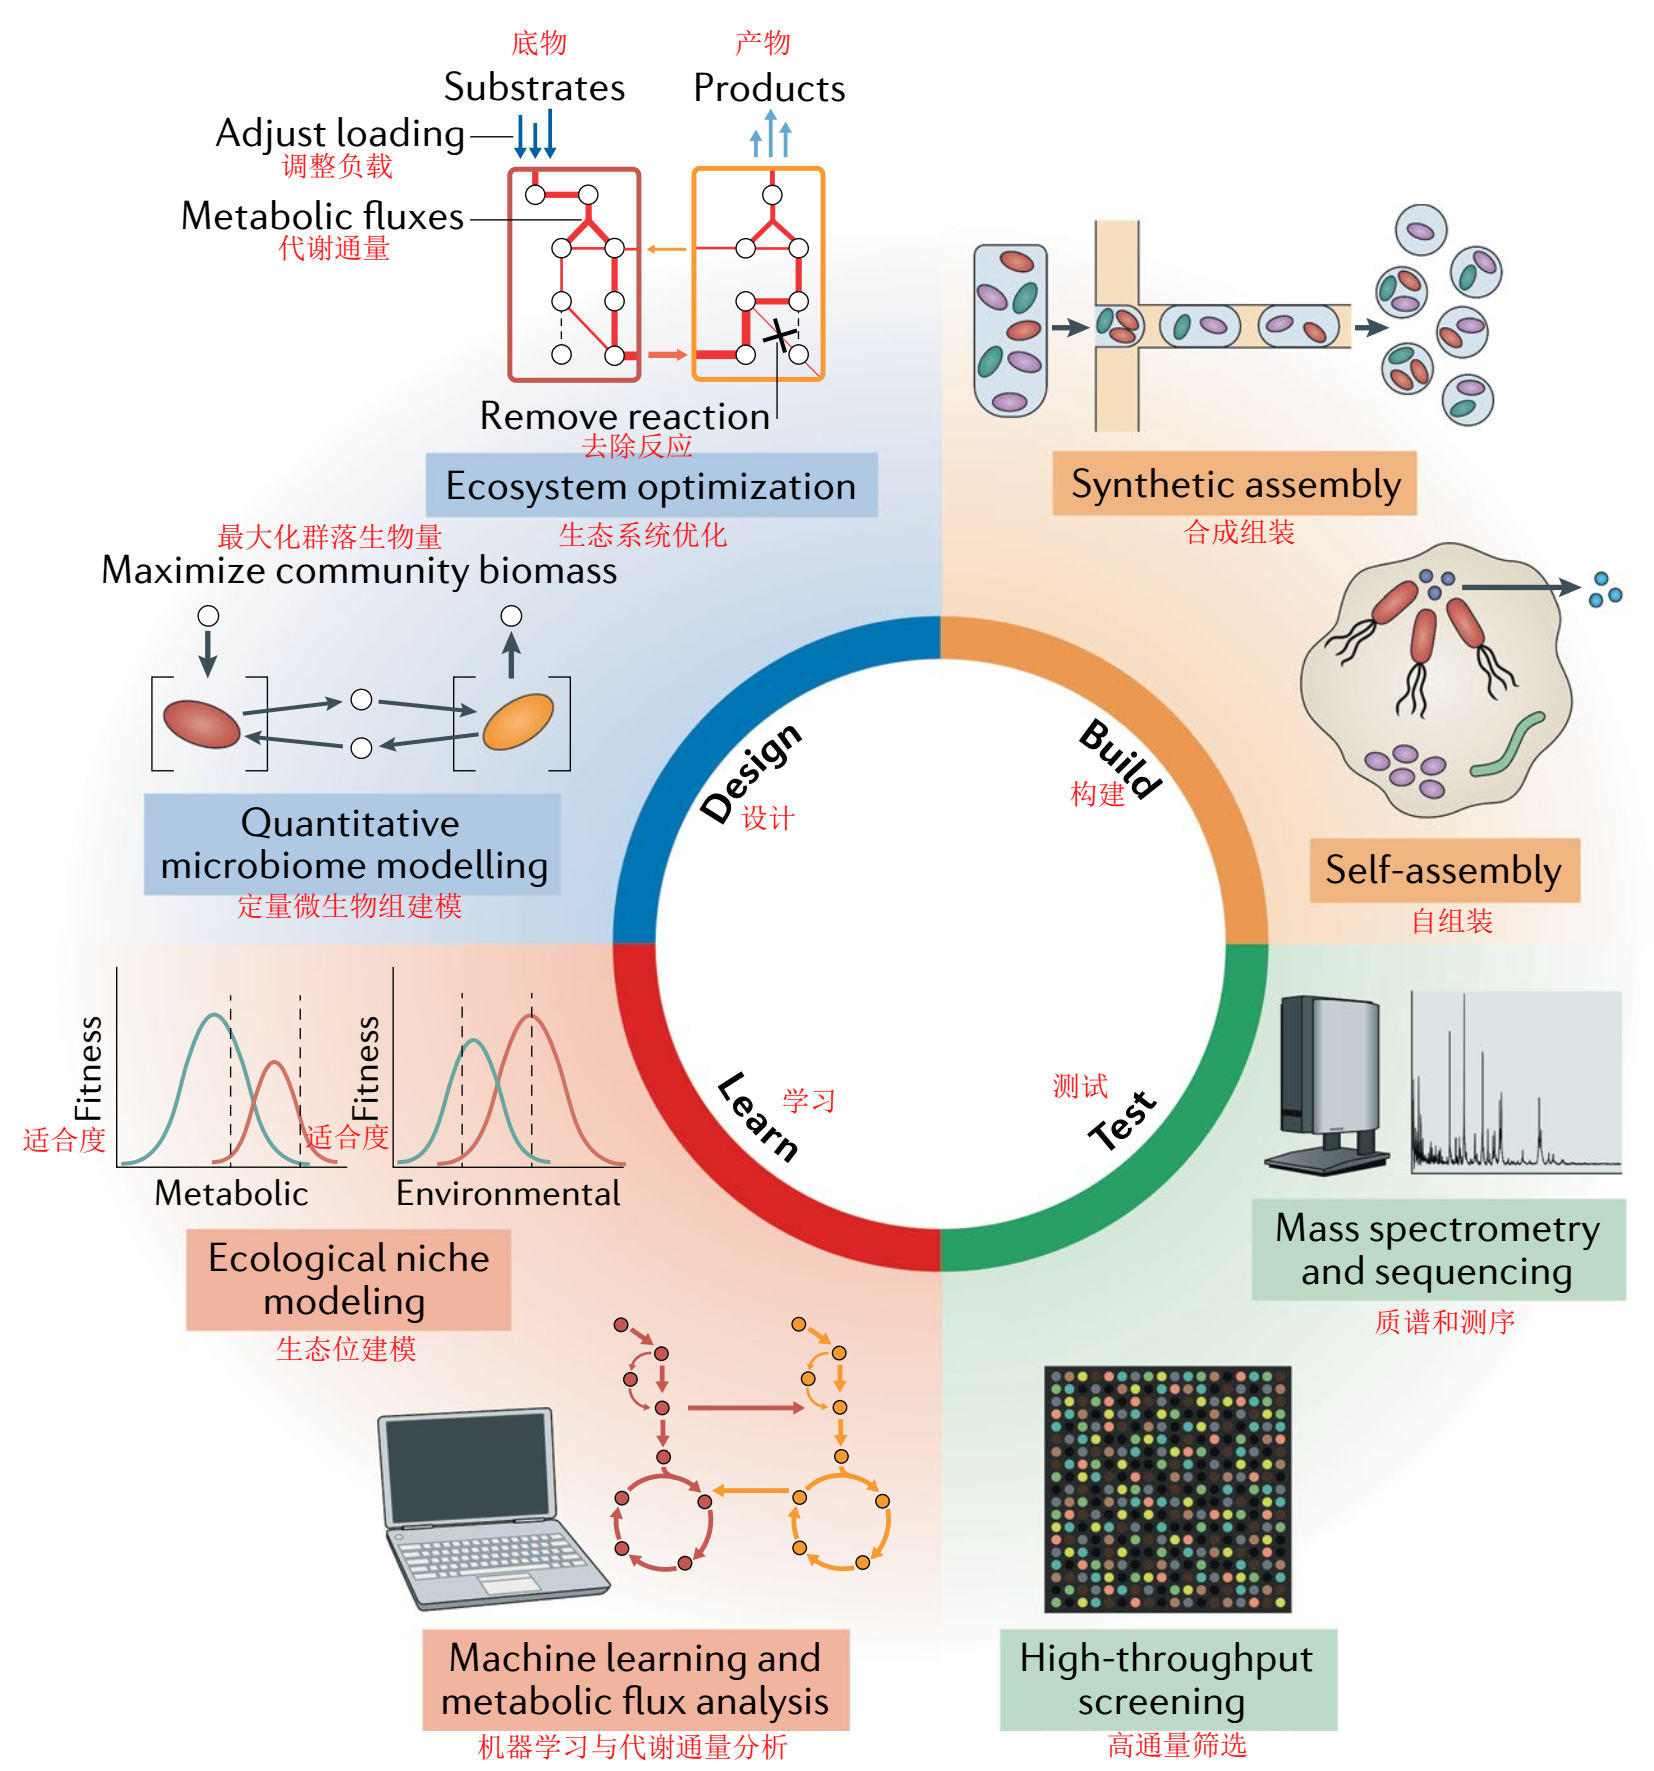 底物
产物
Substrates
Products
Adjust loading
调整负载
Metabolic fluxes
代谢通量
Remove reaction
去除反应
Ecosystem optimization
生态系统优化
最大化群落生物量
Maximize community biomass
Quantitative
microbiome modelling
定量微生物组建模
Synthetic assembly
合成组装
Self-assembly
自组装
Design
设计
Build
构建
Learn
学习
Test
测试
Fitness
适合度
Metabolic
Fitness
适合度
Environmental
Ecological niche
modeling
生态位建模
Mass spectrometry
and sequencing
质谱和测序
Machine learning and
metabolic flux analysis
机器学习与代谢通量分析
High-throughput
screening
高通量筛选